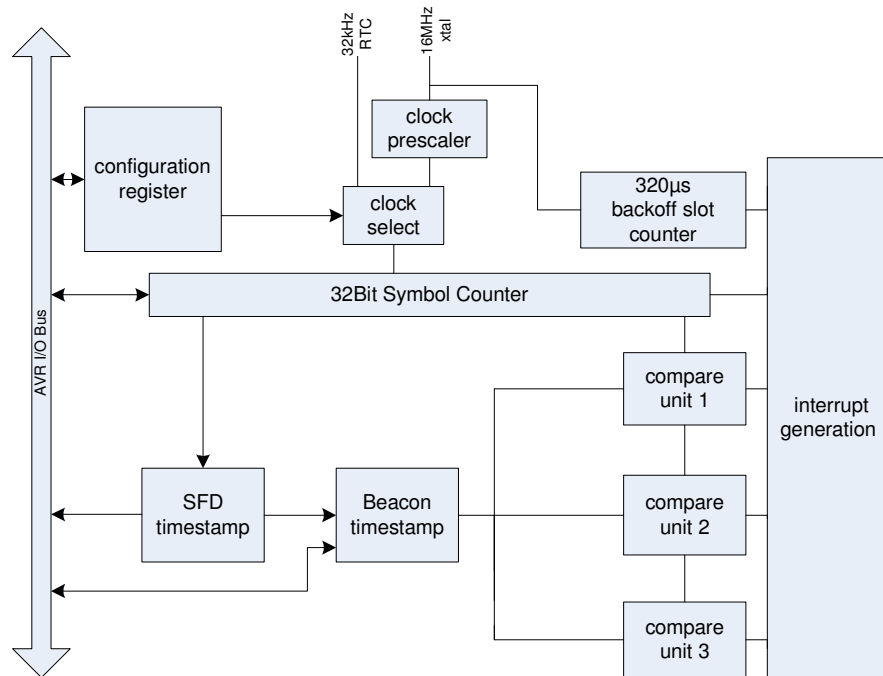 32kHz
RTC
16MHz
xtal
clock
prescaler
configuration
register
320µs
backoff slot
counter
clock
select
32Bit Symbol Counter
AVR I/O Bus
compare
unit 1
interrupt
generation
SFD
timestamp
Beacon
timestamp
compare
unit 2
compare
unit 3